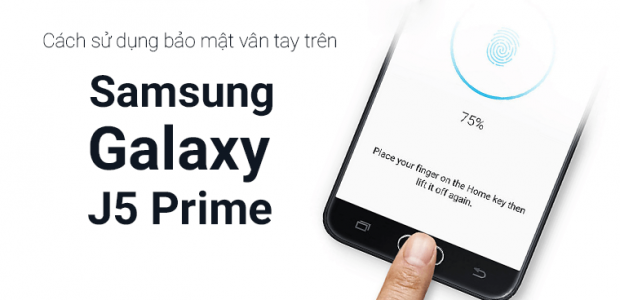 Cách sử dụng bảo mật vân tay trên
Samsung
Galaxy
J5 Prime
75%
Place your finger on the Home key then
lift it off again.